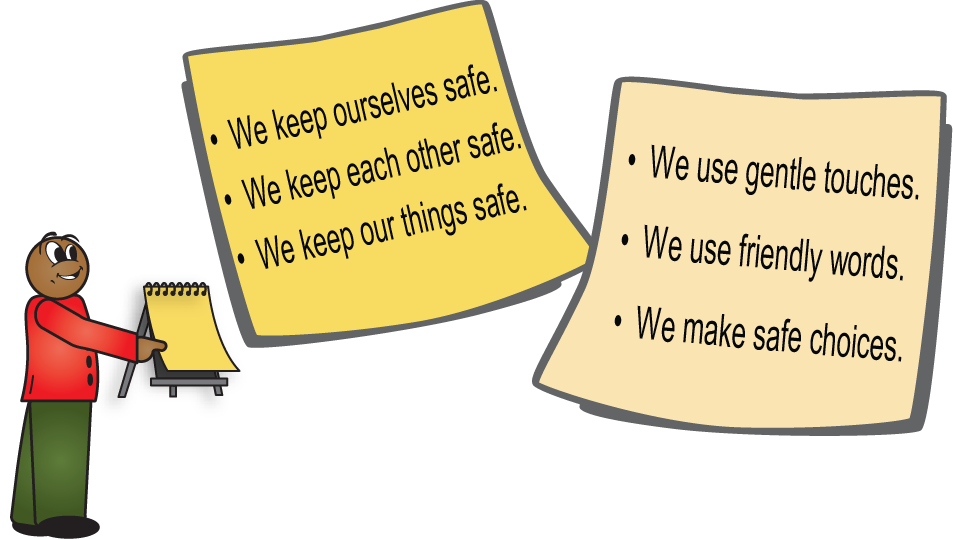 • We keep ourselves safe.
• We keep each other safe.
• We keep our things safe.
• We use gentle touches.
• We use friendly words.
• We make safe choices.